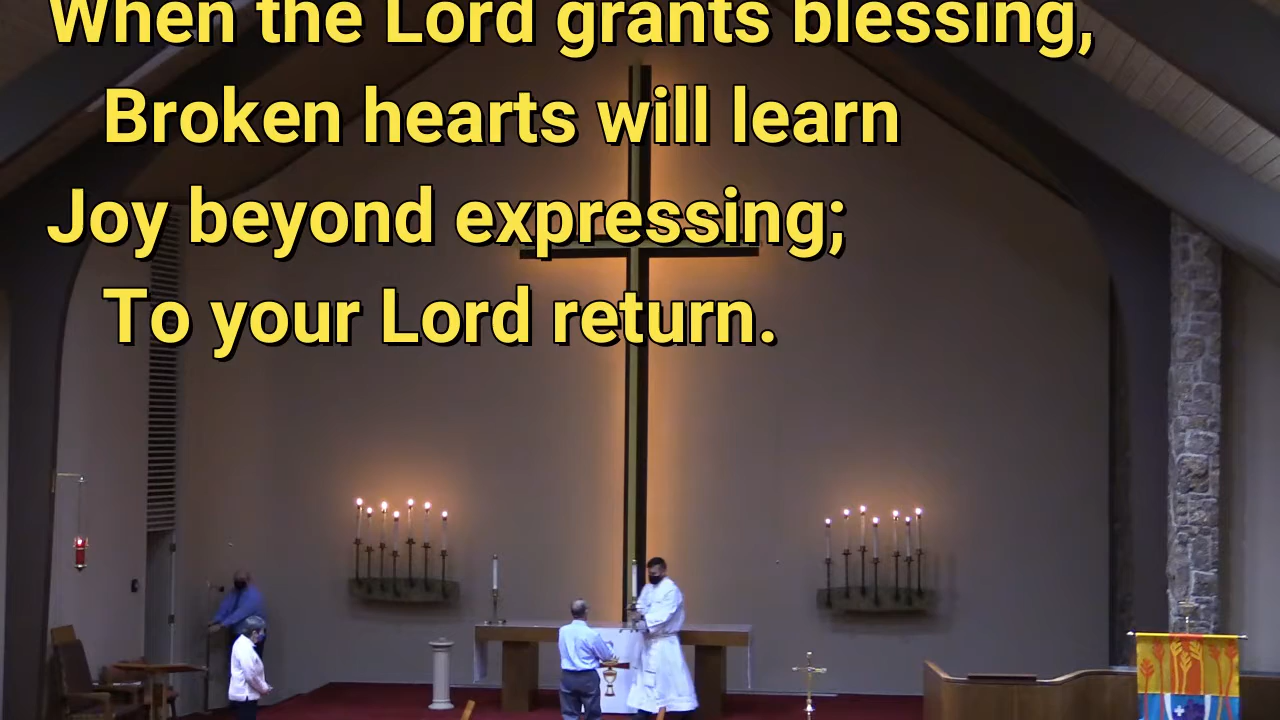 When the Lord grants blessing,
Broken hearts will learn
Joy beyond expressing;
To your Lord return.